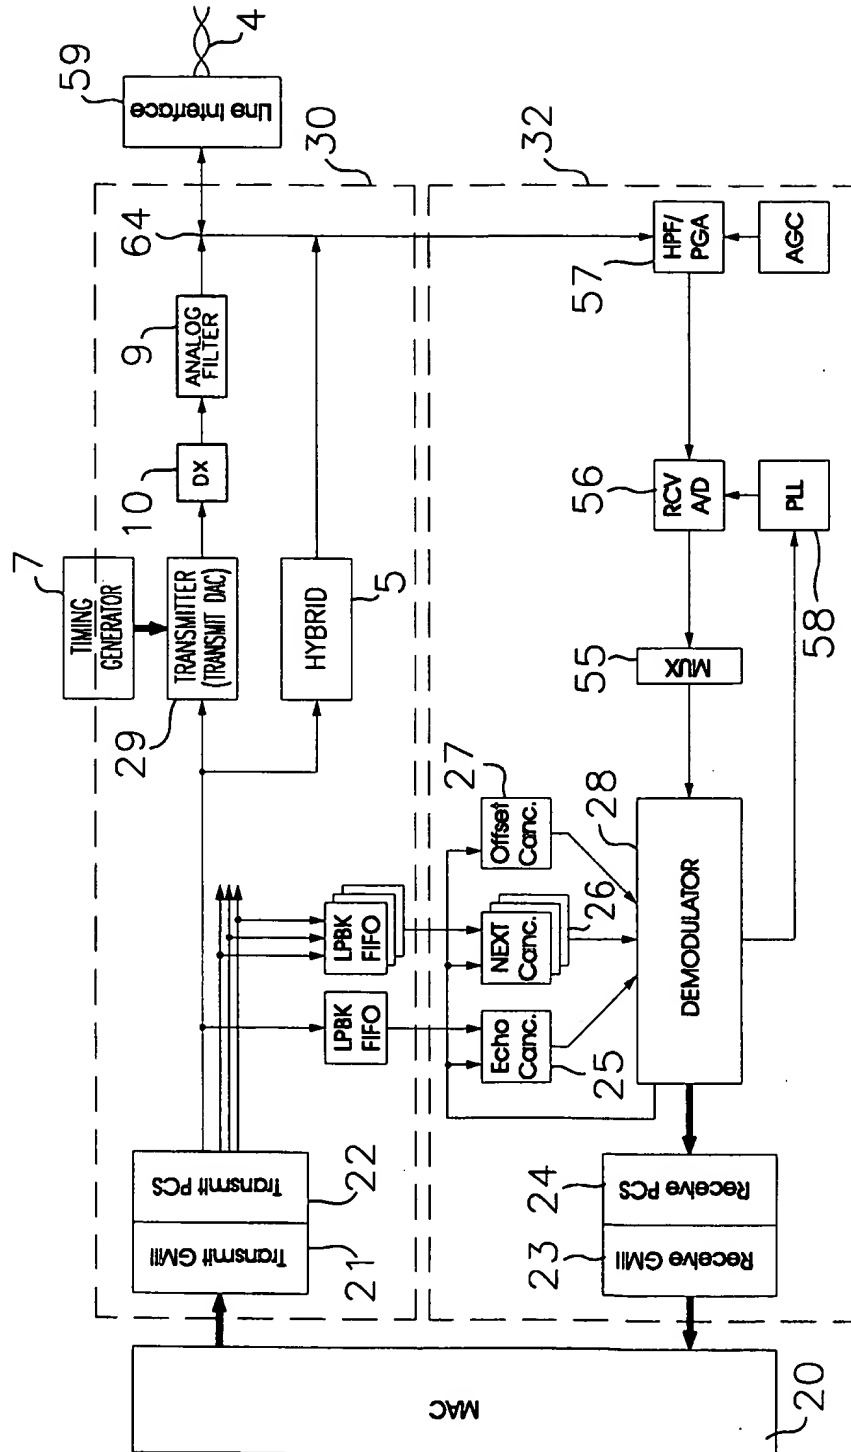 MAC
20
Transmit GMII
21
Transmit PCS
22
LPBK
FIFO
LPBK
FIFO
TIMING
GENERATOR
7
TRANSMITTER
(TRANSMIT DAC)
29
HYBRID
5
DX
10
ANALOG
FILTER
9
64
30
Line Interface
59
4
32
Receive GMII
23
Receive PCS
24
Echo
Canc.
25
NEXT
Canc.
26
Offset
Canc.
27
DEMODULATOR
28
MUX
55
RCV
A/D
56
PLL
58
HPF/
PGA
57
AGC